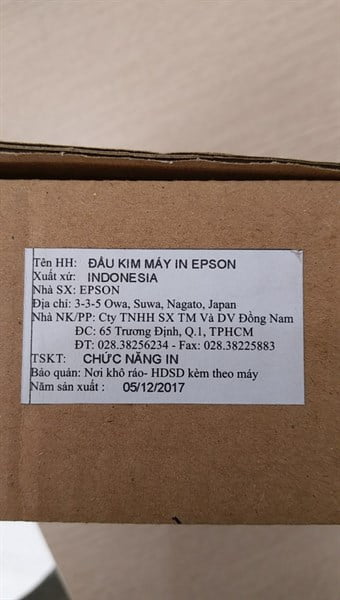 Tên HH: ĐẦU KIM MÁY IN EPSON
Xuất xứ: INDONESIA
Nhà SX: EPSON
Địa chỉ: 3-3-5 Owa, Suwa, Nagato, Japan
Nhà NK/PP: Cty TNHH SX TM Và DV Đồng Nam
ĐC: 65 Trương Định, Q.1, TPHCM
ĐT: 028.38256234 - Fax: 028.38225883
TSKT: CHỨC NĂNG IN
Bảo quản: Nơi khô ráo- HDSD kèm theo máy
Năm sản xuất : 05/12/2017